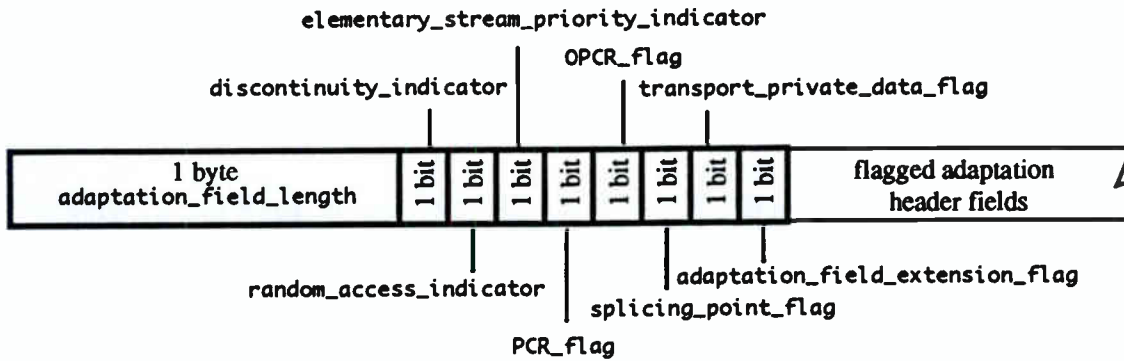 elementary_stream_priority_indicator
OPCR_flag
discontinuity_indicator
transport_private_data_flag
1 byte
adaptation_field_length
1 bit
1 bit
1 bit
1 bit
1 bit
1 bit
1 bit
1 bit
flagged adaptation
header fields
random_access_indicator
adaptation_field_extension_flag
splicing_point_flag
PCR_flag